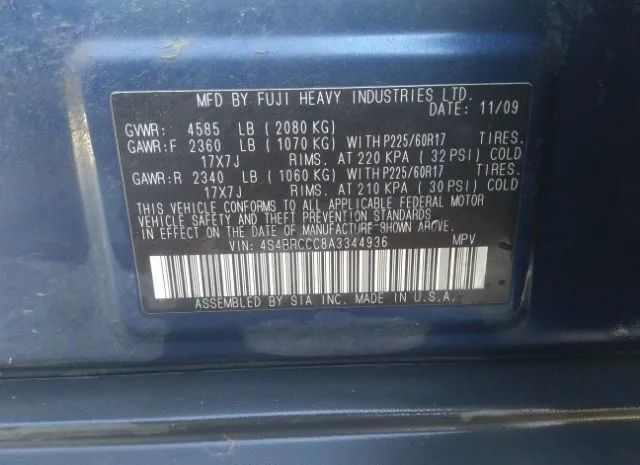 MFD BY FUJI HEAVY INDUSTRIES LTD.
DATE: 11/09
GVWR: 4585 LB (2080 KG)
GAWR:F 2360 LB (1070 KG) WITH P225/60R17 TIRES.
17X7J RIMS. AT 220 KPA (32 PSI) COLD
GAWR:R 2340 LB (1060 KG) WITH P225/60R17 TIRES.
17X7J RIMS. AT 210 KPA (30 PSI) COLD
THIS VEHICLE CONFORMS TO ALL APPLICABLE FEDERAL MOTOR
VEHICLE SAFETY AND THEFT PREVENTION STANDARDS
IN EFFECT ON THE DATE OF MANUFACTURE SHOWN ABOVE.
VIN: 4S4BRCCC8A3344936 MPV
ASSEMBLED BY SIA INC. MADE IN U.S.A.